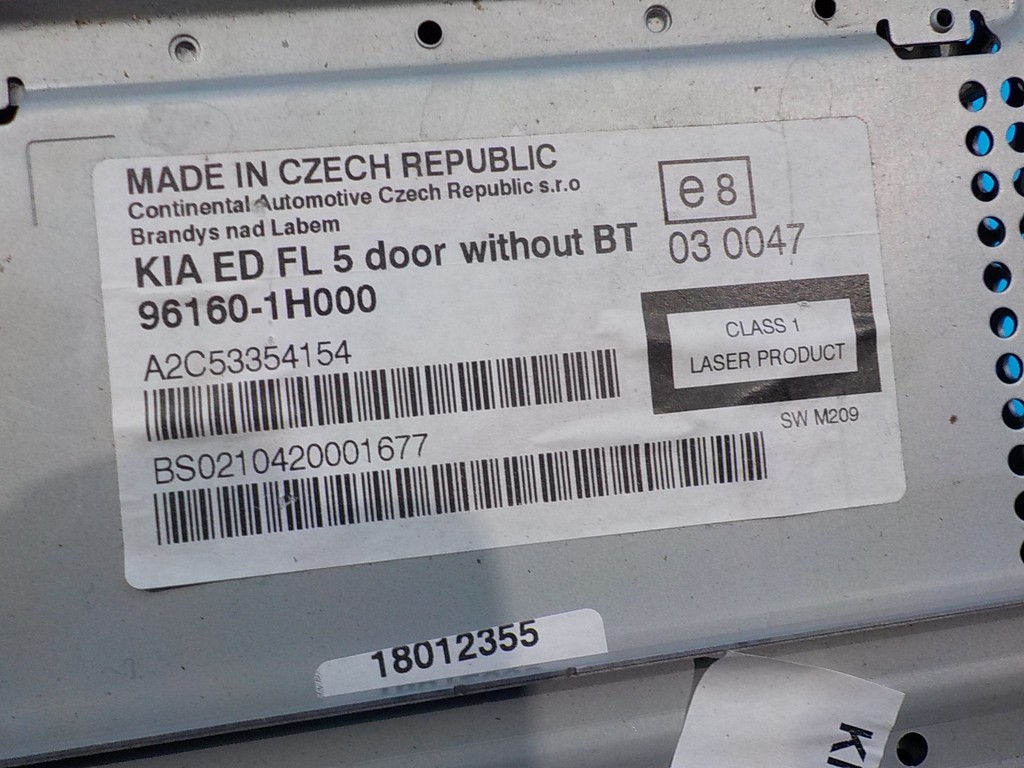 MADE IN CZECH REPUBLIC
Continental Automotive Czech Republic s.r.o
Brandys nad Labem
KIA ED FL 5 door without BT
96160-1H000
e 8
03 0047
A2C53354154
CLASS 1
LASER PRODUCT
SW M209
BS0210420001677
18012355